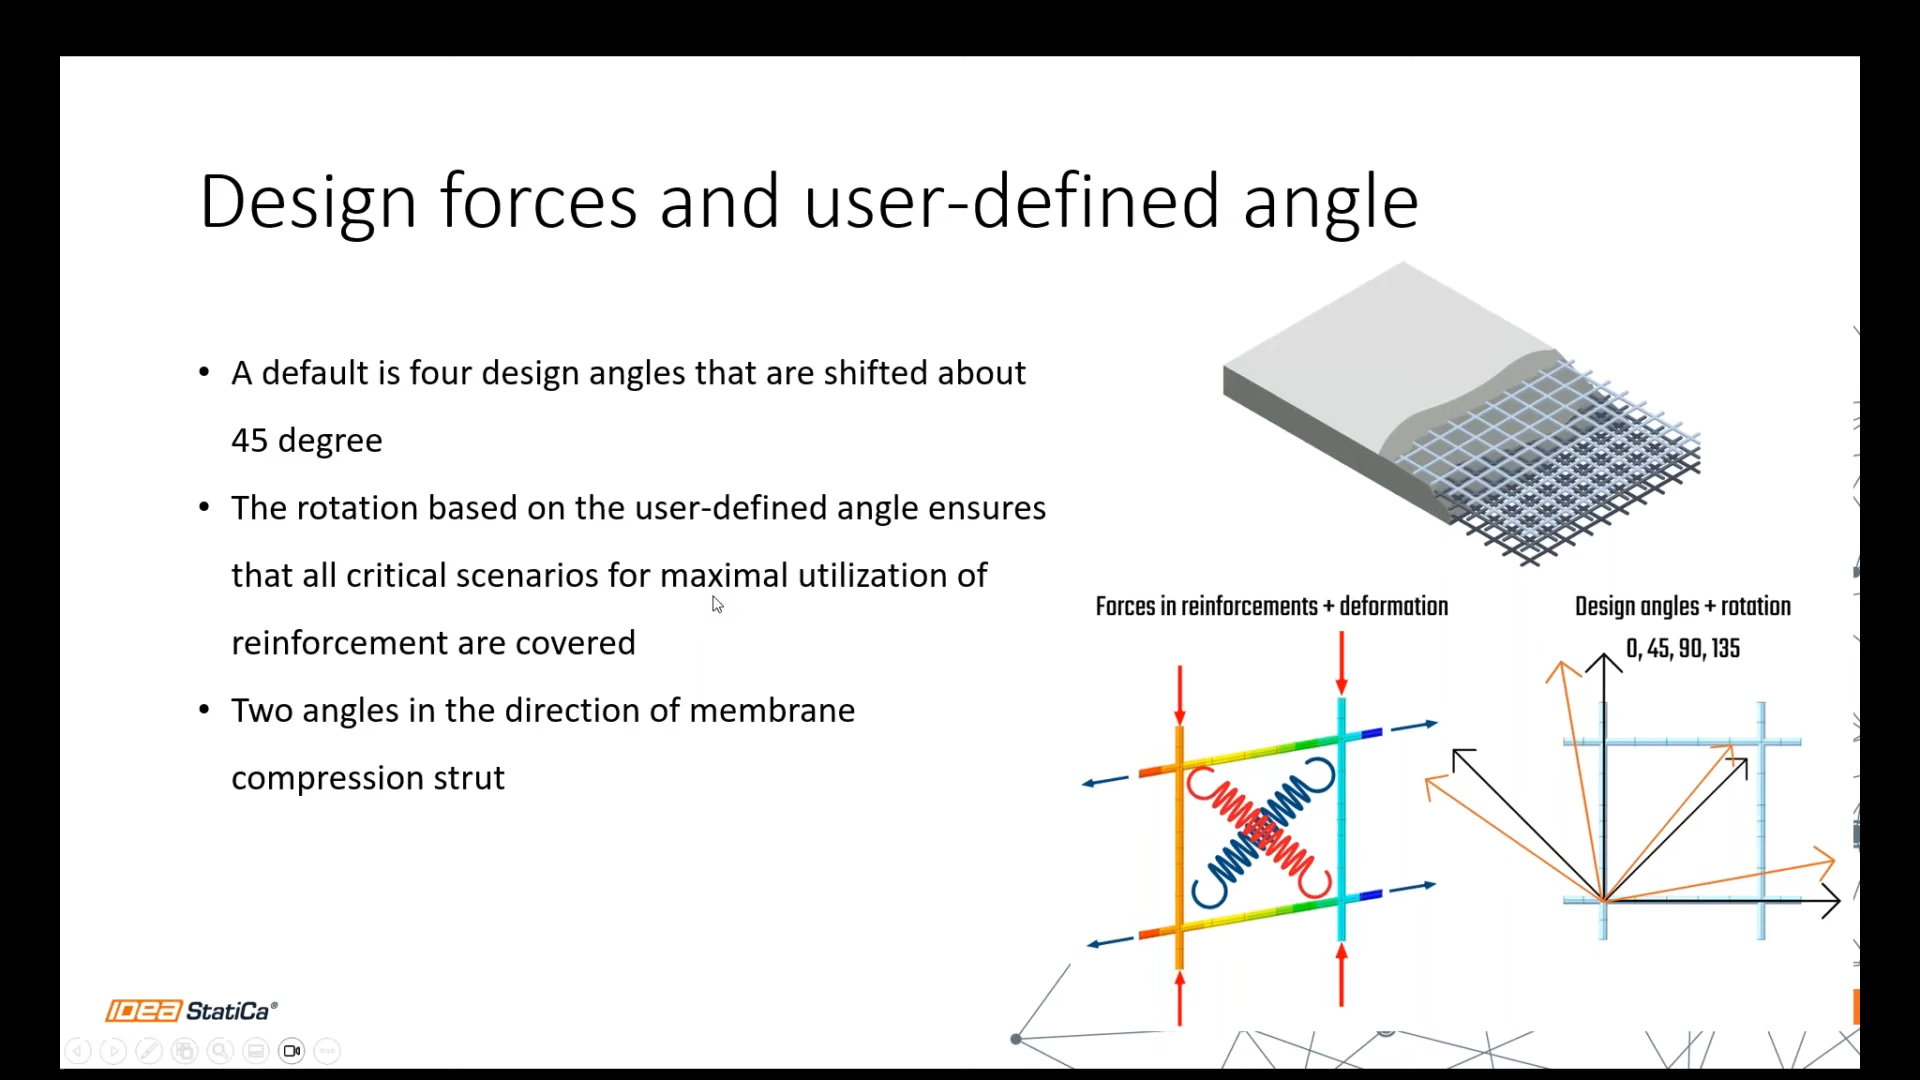 Design forces and user-defined angle
• A default is four design angles that are shifted about
45 degree
• The rotation based on the user-defined angle ensures
that all critical scenarios for maximal utilization of
reinforcement are covered
• Two angles in the direction of membrane
compression strut
Forces in reinforcements + deformation
Design angles + rotation
0, 45, 90, 135
IDEA StatiCa®